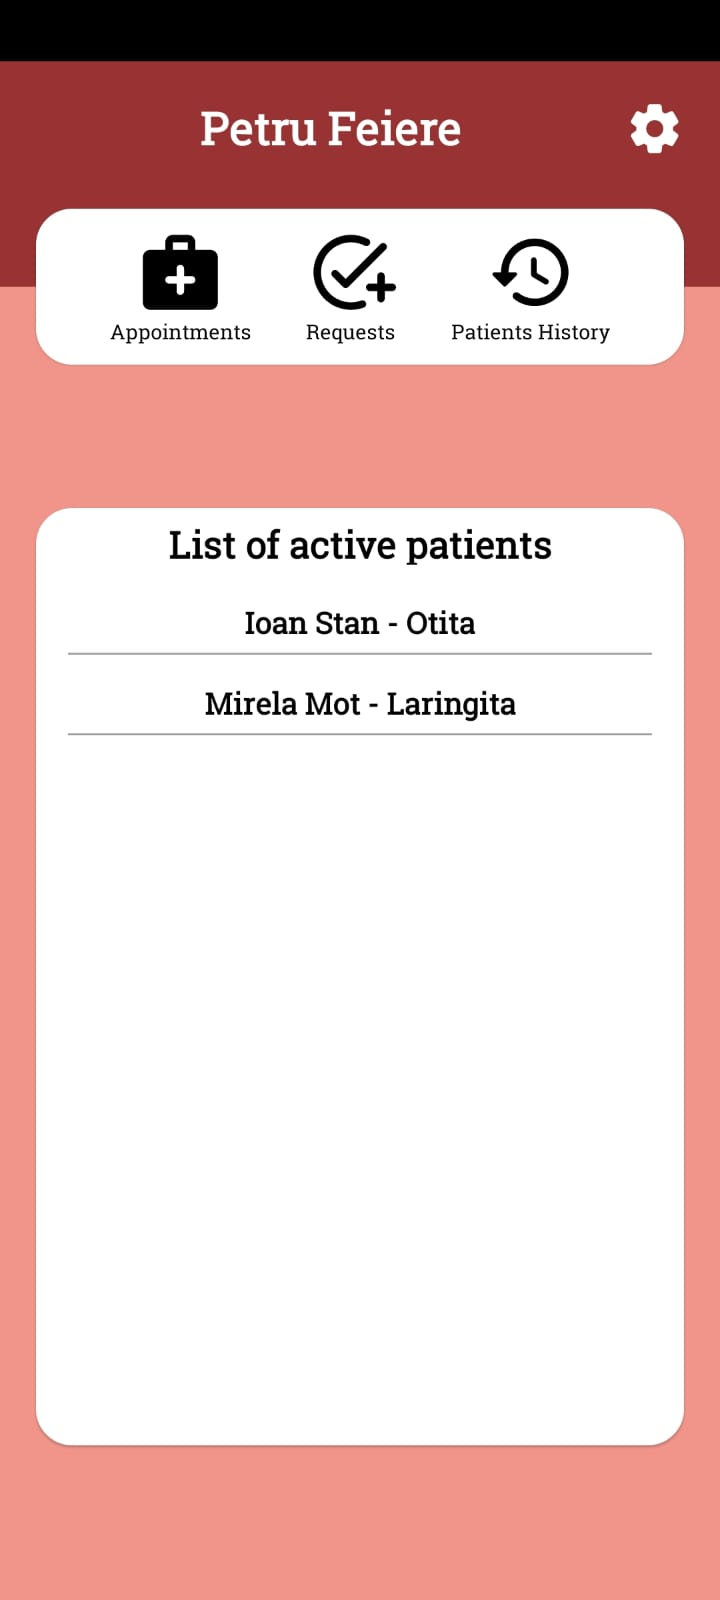 Petru Feiere
Appointments
Requests
Patients History
List of active patients
Ioan Stan - Otita
Mirela Mot - Laringita